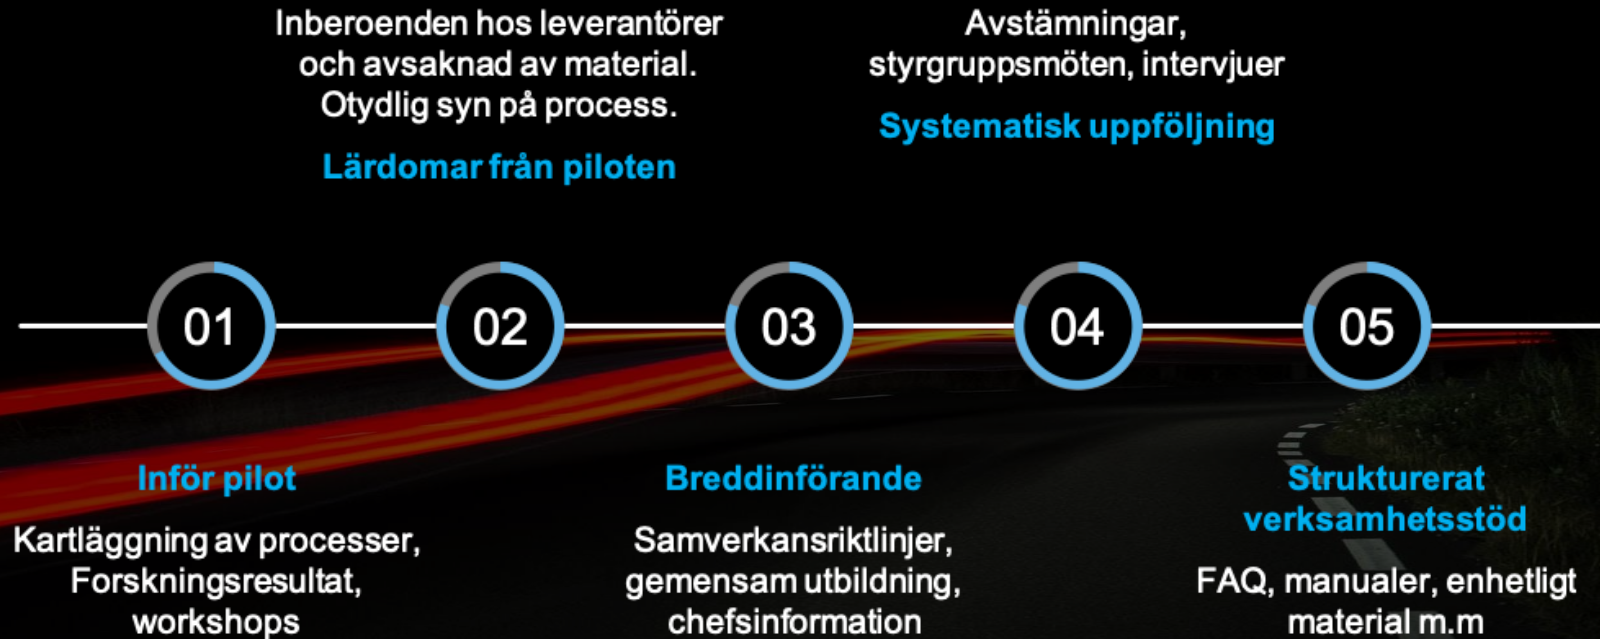 Inberoenden hos leverantörer
och avsaknad av material.
Otydlig syn på process.
Lärdomar från piloten
Avstämningar,
styrgruppsmöten, intervjuer
Systematisk uppföljning
01
02
03
04
05
Inför pilot
Kartläggning av processer,
Forskningsresultat,
workshops
Breddinförande
Samverkansriktlinjer,
gemensam utbildning,
chefsinformation
Strukturerat
verksamhetsstöd
FAQ, manualer, enhetligt
material m.m